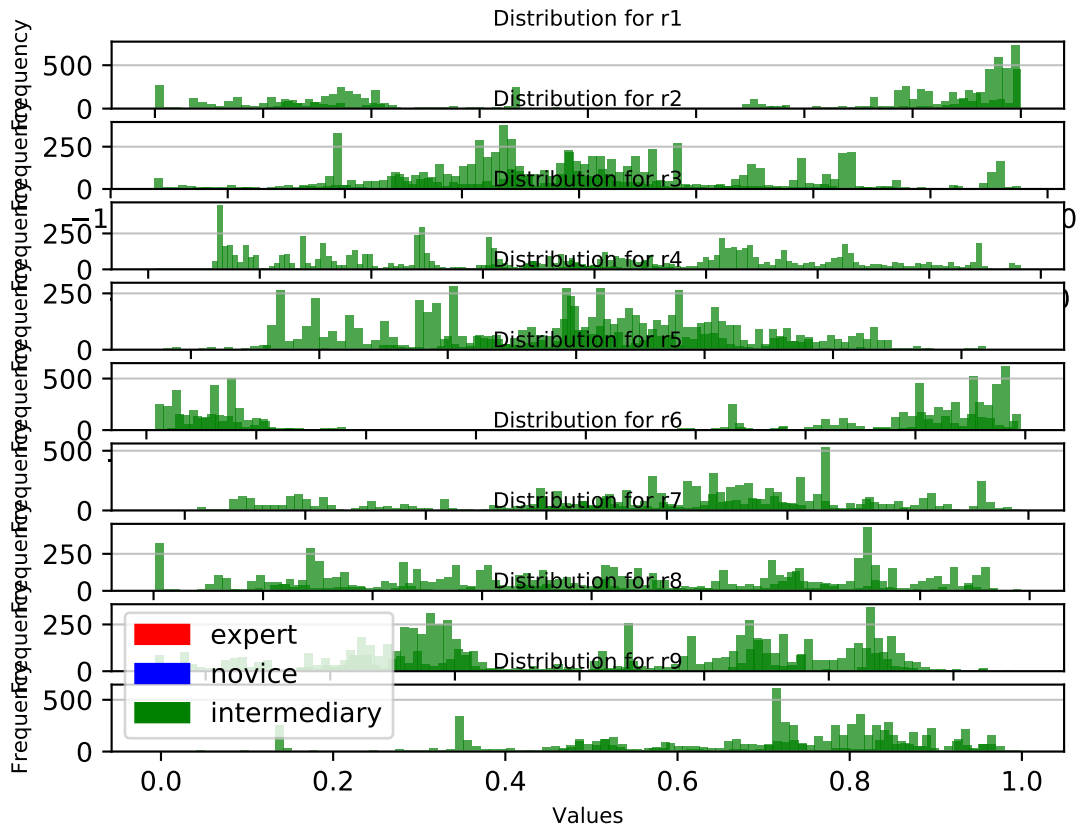 Distribution for r1
Frequency
500
0
Distribution for r2
Frequency
250
0
Distribution for r3
Frequency
−1
0
250
0
Distribution for r4
Frequency
250
0
Distribution for r5
Frequency
500
0
Distribution for r6
Frequency
500
0
Distribution for r7
Frequency
250
0
Distribution for r8
Frequency
250
0
Distribution for r9
Frequency
500
0
expert
novice
intermediary
0.0 0.2 0.4 0.6 0.8 1.0
Values